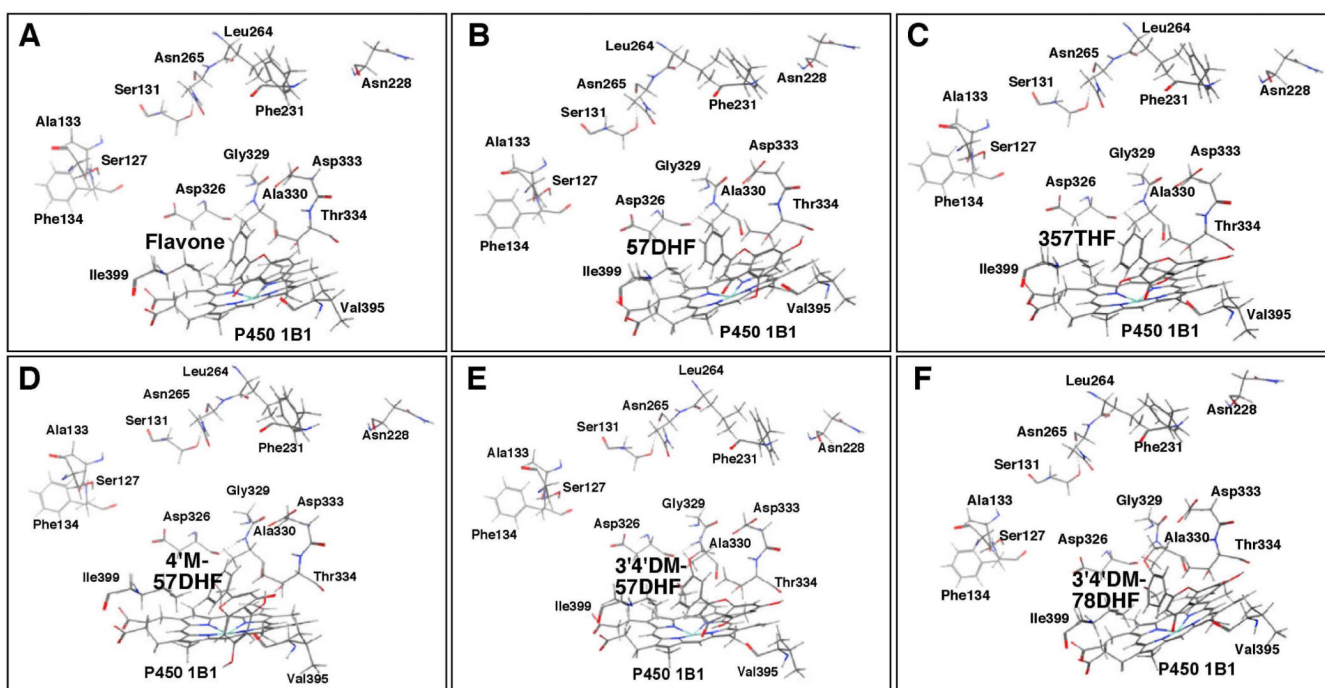 A
Leu264
Asn265
Asn228
Ser131
Phe231
Ala133
Ser127
Gly329
Asp333
Asp326
Ala330
Phe134
Thr334
Flavone
Ile399
Val395
P450 1B1
B
Leu264
Asn228
Asn265
Ser131
Phe231
Ala133
Gly329
Asp333
Ser127
Ala330
Asp326
Thr334
Phe134
57DHF
Ile399
Val395
P450 1B1
C
Leu264
Asn265
Ser131
Phe231
Asn228
Ala133
Gly329
Asp333
Ser127
Asp326
Ala330
Phe134
Thr334
357THF
Ile399
Val395
P450 1B1
D
Leu264
Asn265
Ser131
Phe231
Asn228
Ala133
Ser127
Gly329
Asp333
Phe134
Asp326
Ala330
4'M-
57DHF
Ile399
Thr334
P450 1B1
Val395
E
Leu264
Asn265
Ser131
Phe231
Asn228
Ala133
Ser127
Gly329
Asp333
Phe134
Asp326
Ala330
3'4'DM-
57DHF
Thr334
Ile399
P450 1B1
Val395
F
Leu264
Asn228
Asn265
Phe231
Ser131
Ala133
Gly329
Asp333
Ser127
Asp326
Ala330
Thr334
Phe134
3'4'DM-
78DHF
Ile399
Val395
P450 1B1